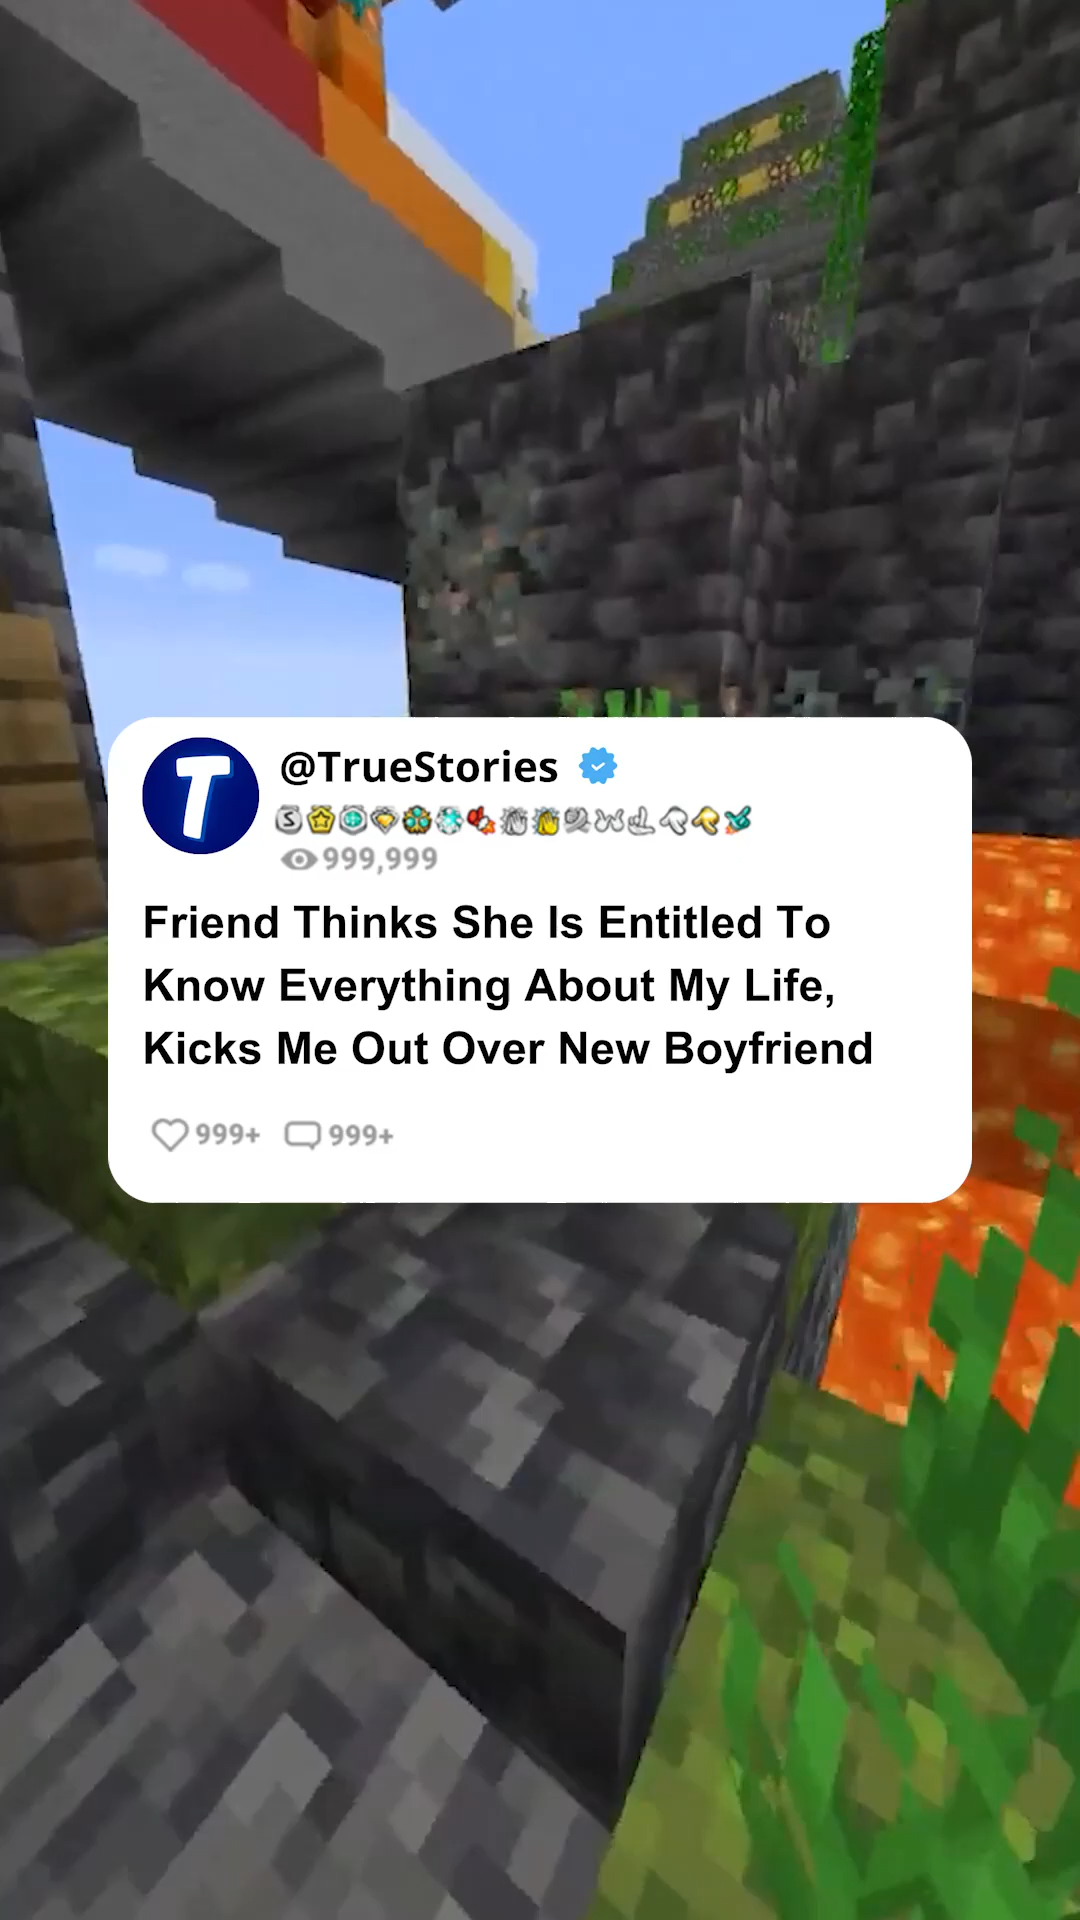 T
@TrueStories
999,999
Friend Thinks She Is Entitled To
Know Everything About My Life,
Kicks Me Out Over New Boyfriend
999+ 999+